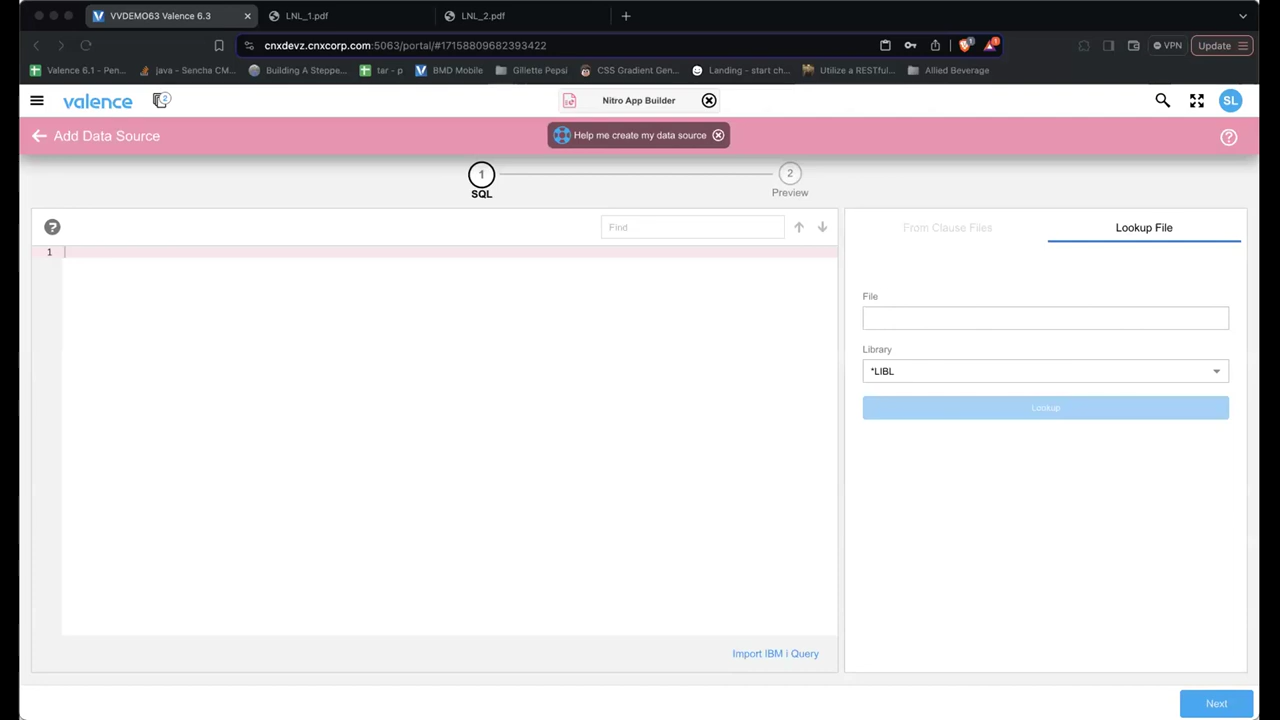 VVDEMO63 Valence 6.3
LNL_1.pdf
LNL_2.pdf
cnxdevz.cnxcorp.com:5063/portal/#17158809682393422
1
1
VPN
Update
Valence 6.1 - Pen...
java - Sencha CM...
Building A Steppe...
tar - p
BMD Mobile
Gillette Pepsi
CSS Gradient Gen...
Landing - start ch...
Utilize a RESTful...
Allied Beverage
valence
2
Nitro App Builder
SL
Add Data Source
Help me create my data source
?
1
SQL
2
Preview
?
Find
From Clause Files
Lookup File
1
File
Library
*LIBL
Lookup
Import IBM i Query
Next